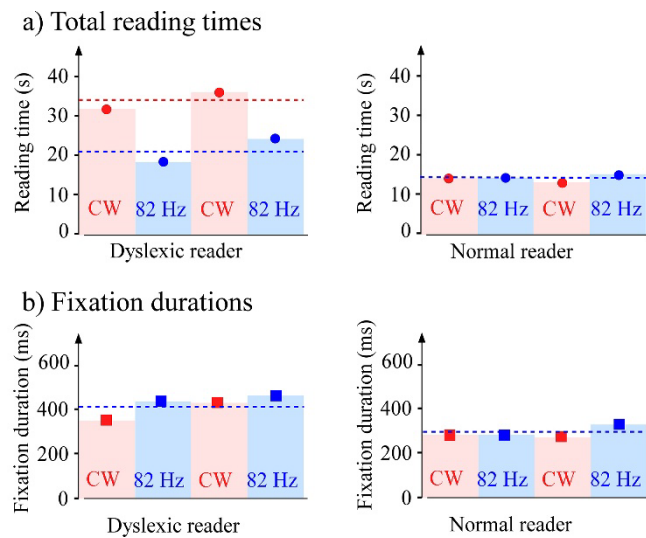 a) Total reading times
Reading time (s)
40
30
20
10
0
CW
82 Hz
CW
82 Hz
Dyslexic reader
Reading time (s)
40
30
20
10
0
CW
82 Hz
CW
82 Hz
Normal reader
b) Fixation durations
Fixation duration (ms)
600
400
200
0
CW
82 Hz
CW
82 Hz
Dyslexic reader
Fixation duration (ms)
600
400
200
0
CW
82 Hz
CW
82 Hz
Normal reader